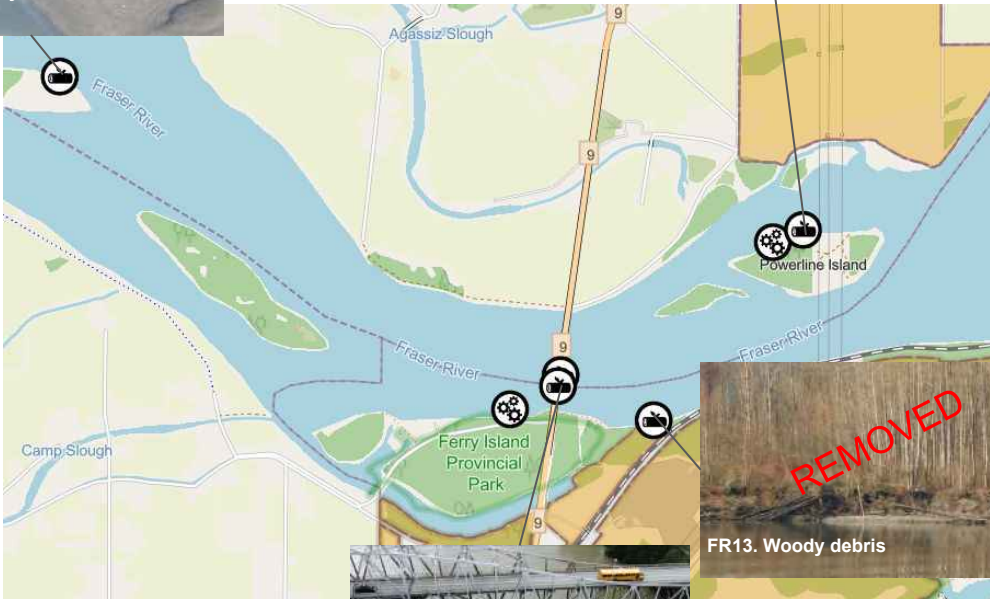 9
Agassiz Slough
Fraser River
9
Powerline Island
9
Fraser River
Fraser River
REMOVED
Camp Slough
Ferry Island
Provincial
Park
9
FR13. Woody debris